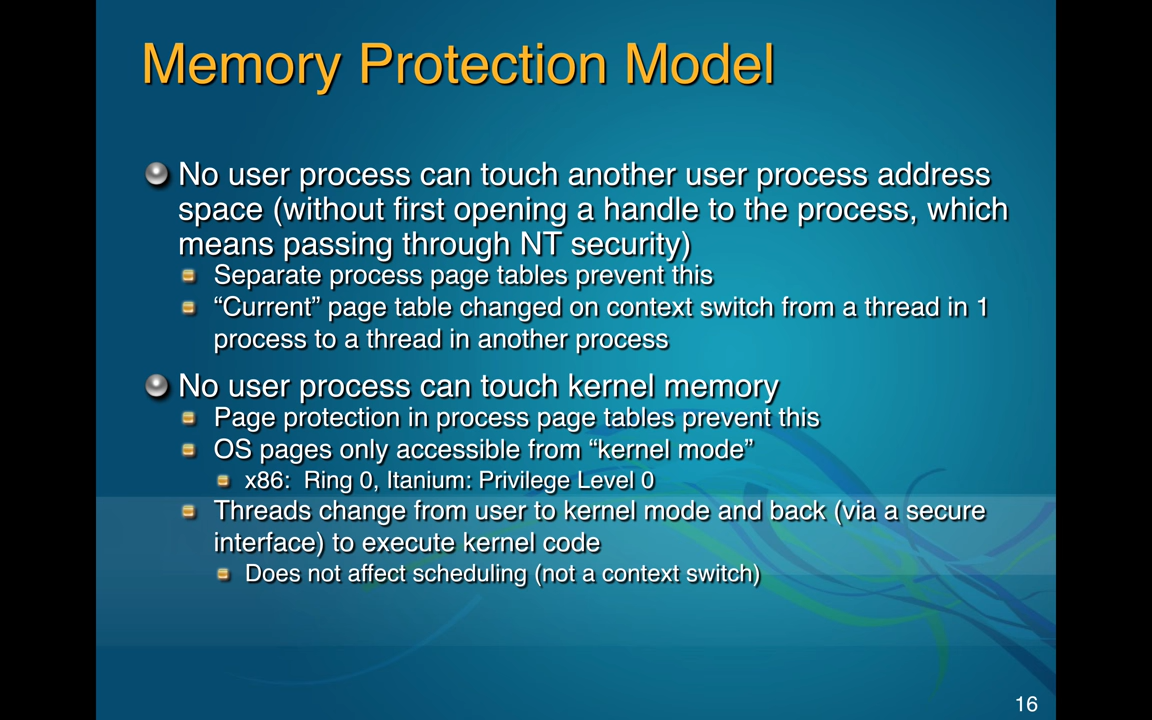 Memory Protection Model
No user process can touch another user process address
space (without first opening a handle to the process, which
means passing through NT security)
Separate process page tables prevent this
“Current” page table changed on context switch from a thread in 1
process to a thread in another process
No user process can touch kernel memory
Page protection in process page tables prevent this
OS pages only accessible from “kernel mode”
x86:  Ring 0, Itanium: Privilege Level 0
Threads change from user to kernel mode and back (via a secure
interface) to execute kernel code
Does not affect scheduling (not a context switch)
16